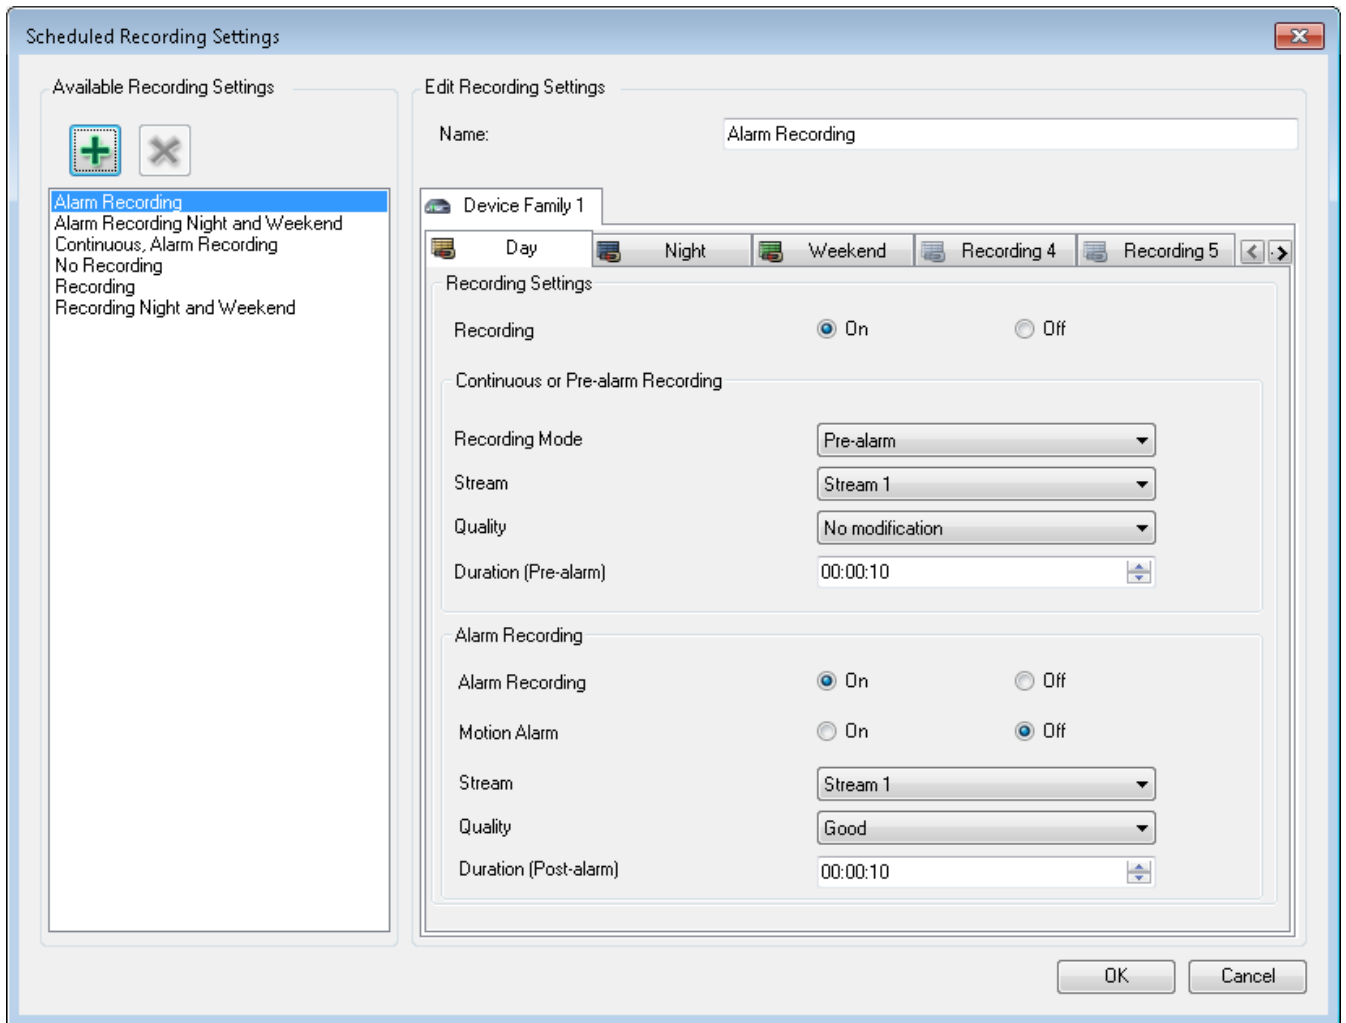 Scheduled Recording Settings
Available Recording Settings
Alarm Recording
Alarm Recording Night and Weekend
Continuous, Alarm Recording
No Recording
Recording
Recording Night and Weekend
Edit Recording Settings
Name: Alarm Recording
Device Family 1
Day Night Weekend Recording 4 Recording 5
Recording Settings
Recording On Off
Continuous or Pre-alarm Recording
Recording Mode Pre-alarm
Stream Stream 1
Quality No modification
Duration (Pre-alarm) 00:00:10
Alarm Recording
Alarm Recording On Off
Motion Alarm On Off
Stream Stream 1
Quality Good
Duration (Post-alarm) 00:00:10
OK Cancel